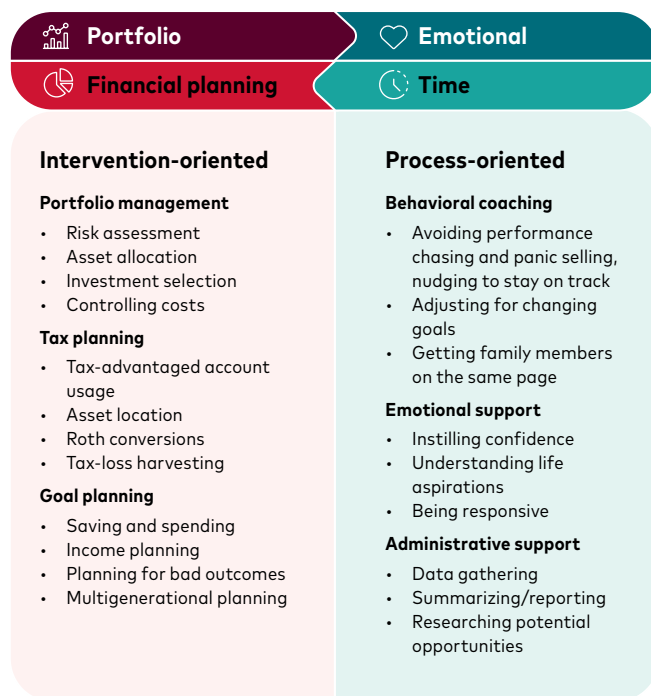 Portfolio
Emotional
Financial planning
Time
Intervention-oriented
Portfolio management
• Risk assessment
• Asset allocation
• Investment selection
• Controlling costs
Tax planning
• Tax-advantaged account
usage
• Asset location
• Roth conversions
• Tax-loss harvesting
Goal planning
• Saving and spending
• Income planning
• Planning for bad outcomes
• Multigenerational planning
Process-oriented
Behavioral coaching
• Avoiding performance
chasing and panic selling,
nudging to stay on track
• Adjusting for changing
goals
• Getting family members
on the same page
Emotional support
• Instilling confidence
• Understanding life
aspirations
• Being responsive
Administrative support
• Data gathering
• Summarizing/reporting
• Researching potential
opportunities